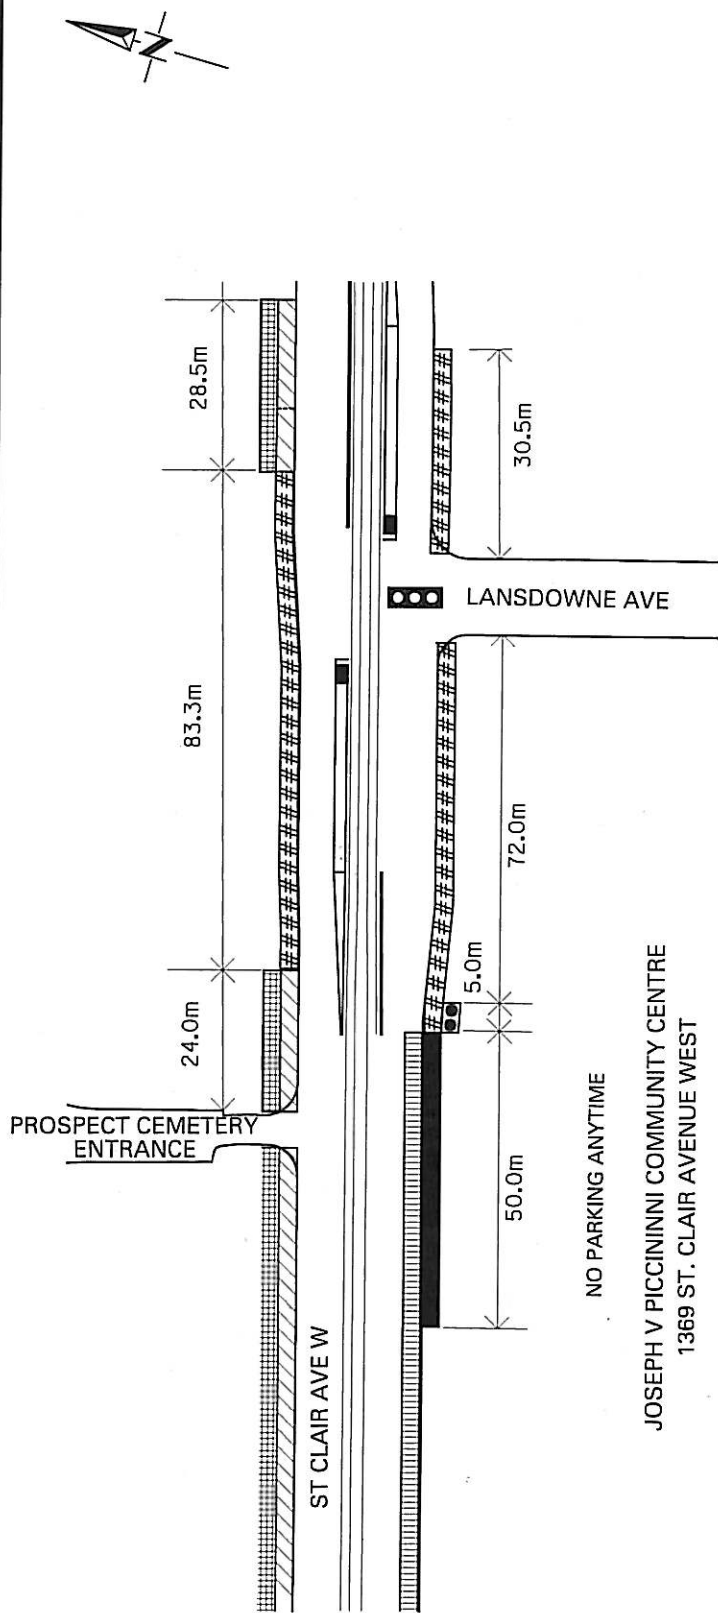 N
28.5m
30.5m
83.3m
LANSDOWNE AVE
72.0m
5.0m
24.0m
PROSPECT CEMETERY
ENTRANCE
50.0m
NO PARKING ANYTIME
JOSEPH V PICCININNI COMMUNITY CENTRE
1369 ST. CLAIR AVENUE WEST
ST CLAIR AVE W